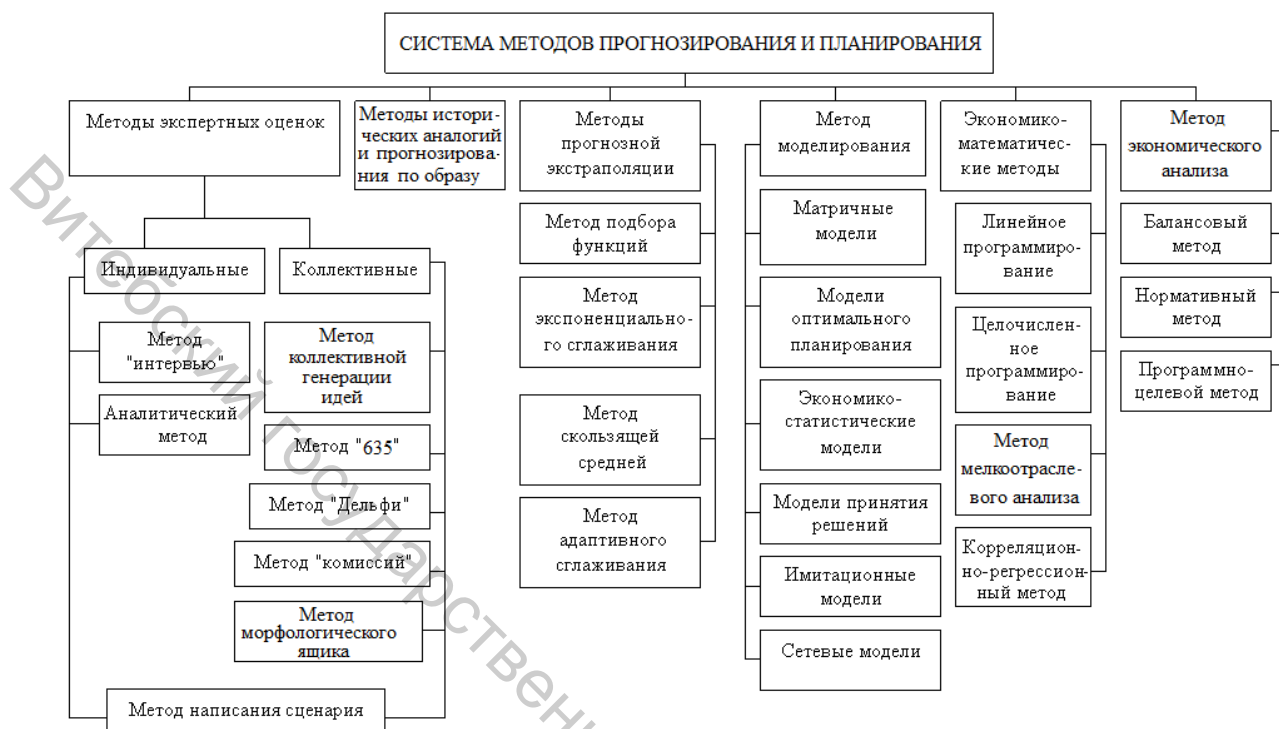 СИСТЕМА МЕТОДОВ ПРОГНОЗИРОВАНИЯ И ПЛАНИРОВАНИЯ
Методы экспертных оценок
Индивидуальные
Коллективные
Метод
"интервью"
Аналитический
метод
Метод
коллективной
генерации
идей
Метод "635"
Метод "Дельфи"
Метод "комиссий"
Метод
морфологического
ящика
Метод написания сценария
Методы истори-
ческих аналогий
и прогнозирова-
ния по образу
Методы
прогнозной
экстраполяции
Метод подбора
функций
Метод
экспоненциально-
го сглаживания
Метод
скользящей
средней
Метод
адаптивного
сглаживания
Метод
моделирования
Матричные
модели
Модели
оптимального
планирования
Экономико-
статистические
модели
Модели принятия
решений
Имитационные
модели
Сетевые модели
Экономико-
математичес-
кие методы
Линейное
программиро-
вание
Целочислен-
ное
программиро-
вание
Метод
мелкоотрасле-
вого анализа
Корреляцион-
но-регрессион-
ный метод
Метод
экономического
анализа
Балансовый
метод
Нормативный
метод
Программно-
целевой метод
Витебский государствен